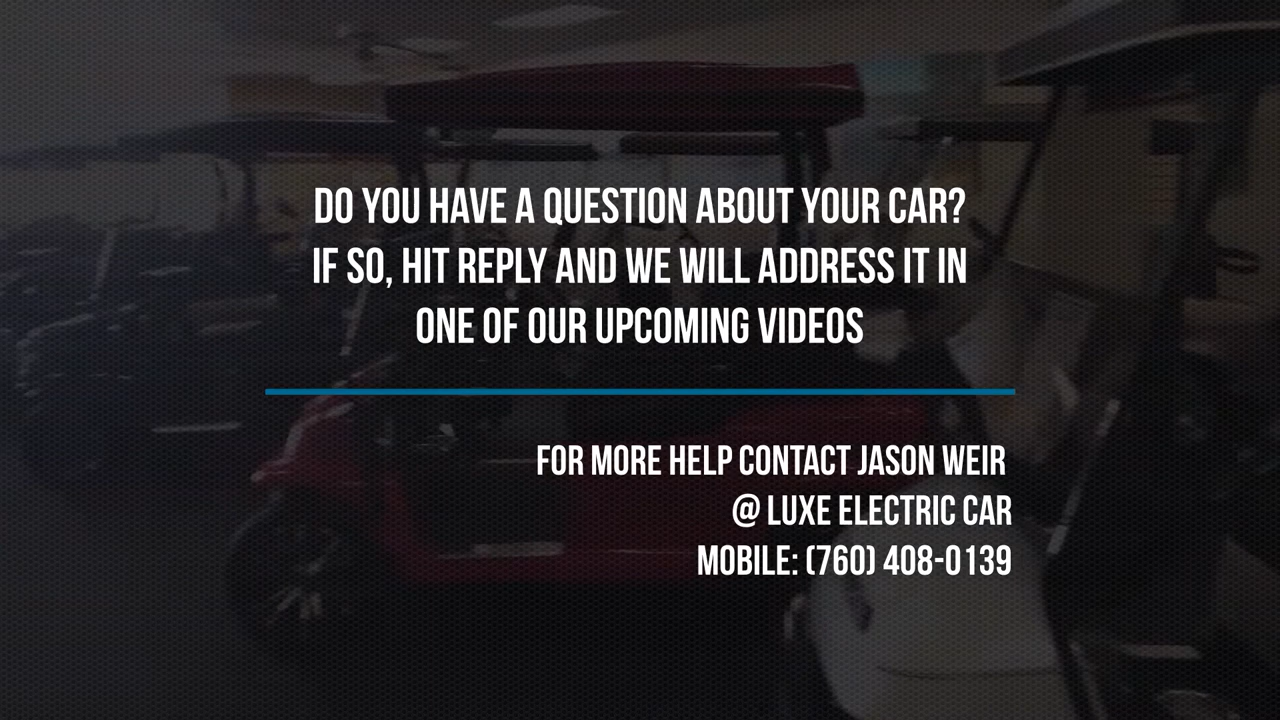 DO YOU HAVE A QUESTION ABOUT YOUR CAR?
IF SO, HIT REPLY AND WE WILL ADDRESS IT IN
ONE OF OUR UPCOMING VIDEOS
FOR MORE HELP CONTACT JASON WEIR
@ LUXE ELECTRIC CAR
MOBILE: (760) 408-0139